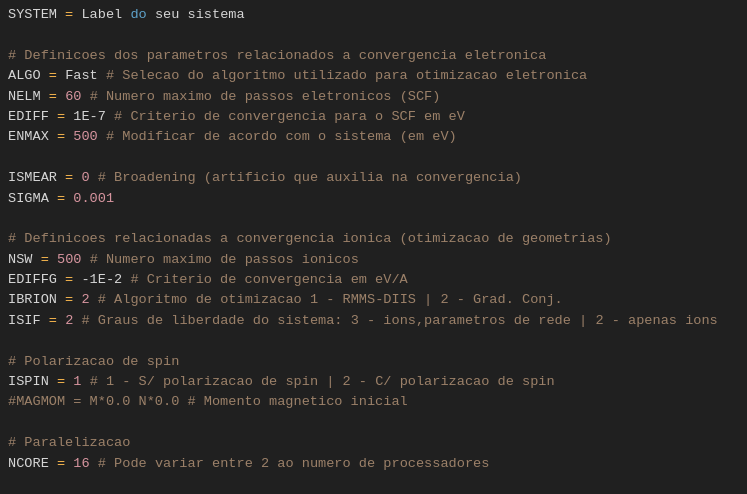 SYSTEM = Label do seu sistema
# Definicoes dos parametros relacionados a convergencia eletronica
ALGO = Fast # Selecao do algoritmo utilizado para otimizacao eletronica
NELM = 60 # Numero maximo de passos eletronicos (SCF)
EDIFF = 1E-7 # Criterio de convergencia para o SCF em eV
ENMAX = 500 # Modificar de acordo com o sistema (em eV)
ISMEAR = 0 # Broadening (artificio que auxilia na convergencia)
SIGMA = 0.001
# Definicoes relacionadas a convergencia ionica (otimizacao de geometrias)
NSW = 500 # Numero maximo de passos ionicos
EDIFFG = -1E-2 # Criterio de convergencia em eV/A
IBRION = 2 # Algoritmo de otimizacao 1 - RMMS-DIIS | 2 - Grad. Conj.
ISIF = 2 # Graus de liberdade do sistema: 3 - ions,parametros de rede | 2 - apenas ions
# Polarizacao de spin
ISPIN = 1 # 1 - S/ polarizacao de spin | 2 - C/ polarizacao de spin
#MAGMOM = M*0.0 N*0.0 # Momento magnetico inicial
# Paralelizacao
NCORE = 16 # Pode variar entre 2 ao numero de processadores